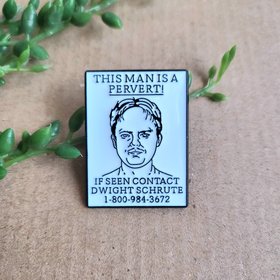 THIS MAN IS A
PERVERT!
IF SEEN CONTACT
DWIGHT SCHRUTE
1-800-984-3672